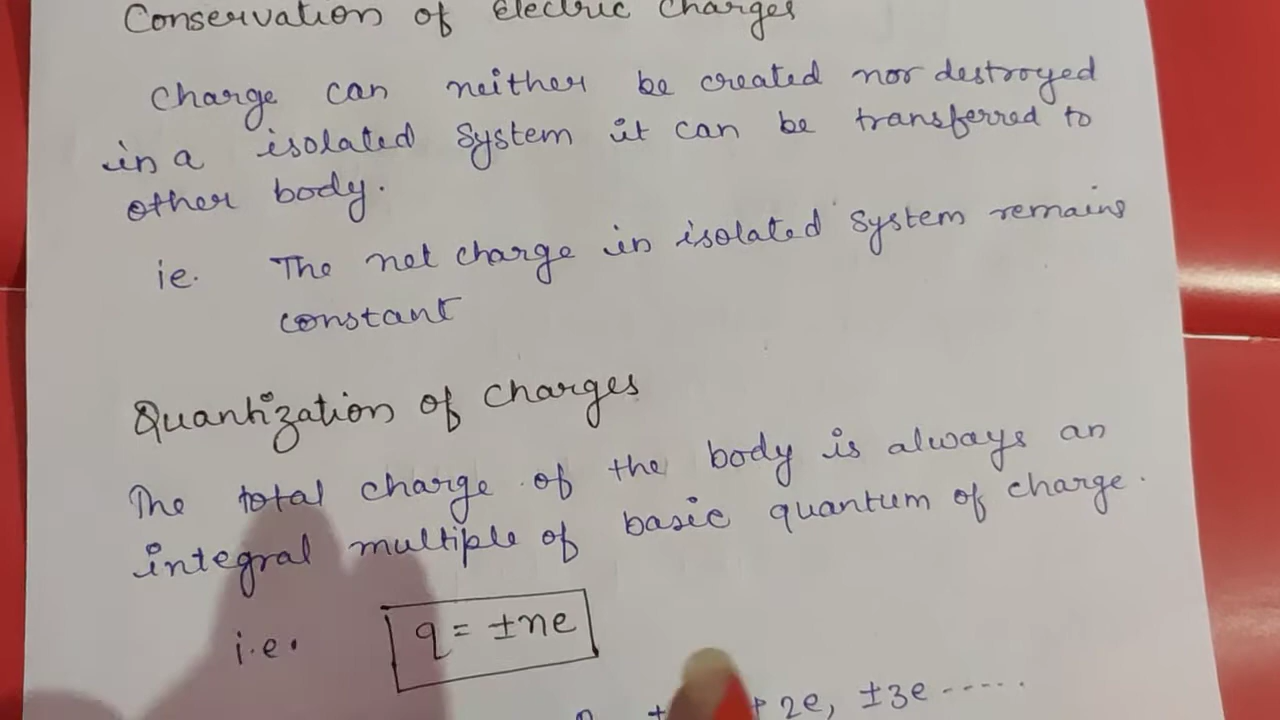 Conservation of Electric Charges
Charge can neither be created nor destroyed
in a isolated system it can be transferred to
other body.
ie. The net charge in isolated system remains
constant
Quantization of charges
The total charge of the body is always an
integral multiple of basic quantum of charge.
i.e. q = ±ne
2e, ±3e -----